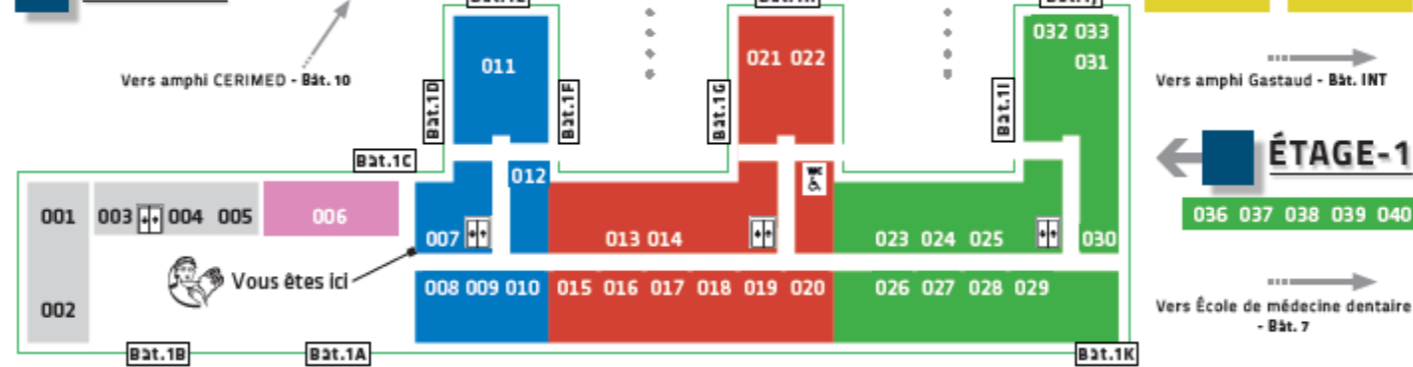 032 033
011
021 022
031
Vers amphi CERIMED - Bât. 10
Vers amphi Gastaud - Bât. INT
Bât.1D
Bât.1F
Bât.1G
Bât.1I
Bât.1C
ÉTAGE-1
012
WC
001
003
004
005
006
036 037 038 039 040
007
013 014
023 024 025
030
Vous êtes ici
008 009 010
015 016 017 018 019 020
026 027 028 029
002
Vers École de médecine dentaire
- Bât. 7
Bât.1B
Bât.1A
Bât.1K